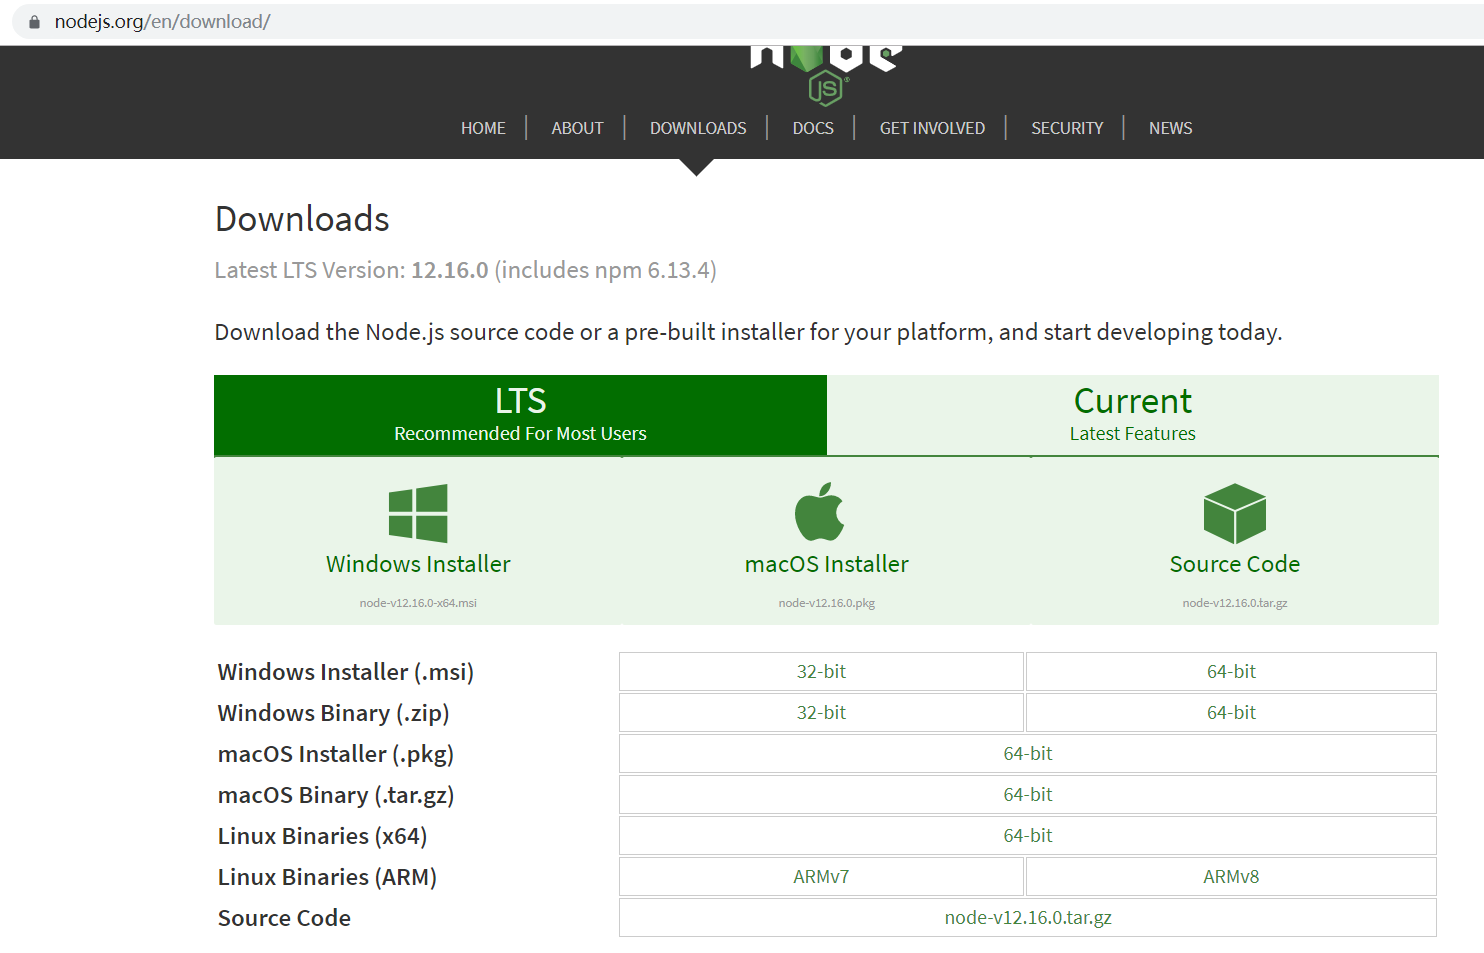 nodejs.org/en/download/
node
JS
HOME ABOUT DOWNLOADS DOCS GET INVOLVED SECURITY NEWS
Downloads
Latest LTS Version: 12.16.0 (includes npm 6.13.4)
Download the Node.js source code or a pre-built installer for your platform, and start developing today.
LTS Current
Recommended For Most Users Latest Features
Windows Installer macOS Installer Source Code
node-v12.16.0-x64.msi node-v12.16.0.pkg node-v12.16.0.tar.gz
Windows Installer (.msi) 32-bit 64-bit
Windows Binary (.zip) 32-bit 64-bit
macOS Installer (.pkg) 64-bit
macOS Binary (.tar.gz) 64-bit
Linux Binaries (x64) 64-bit
Linux Binaries (ARM) ARMv7 ARMv8
Source Code node-v12.16.0.tar.gz